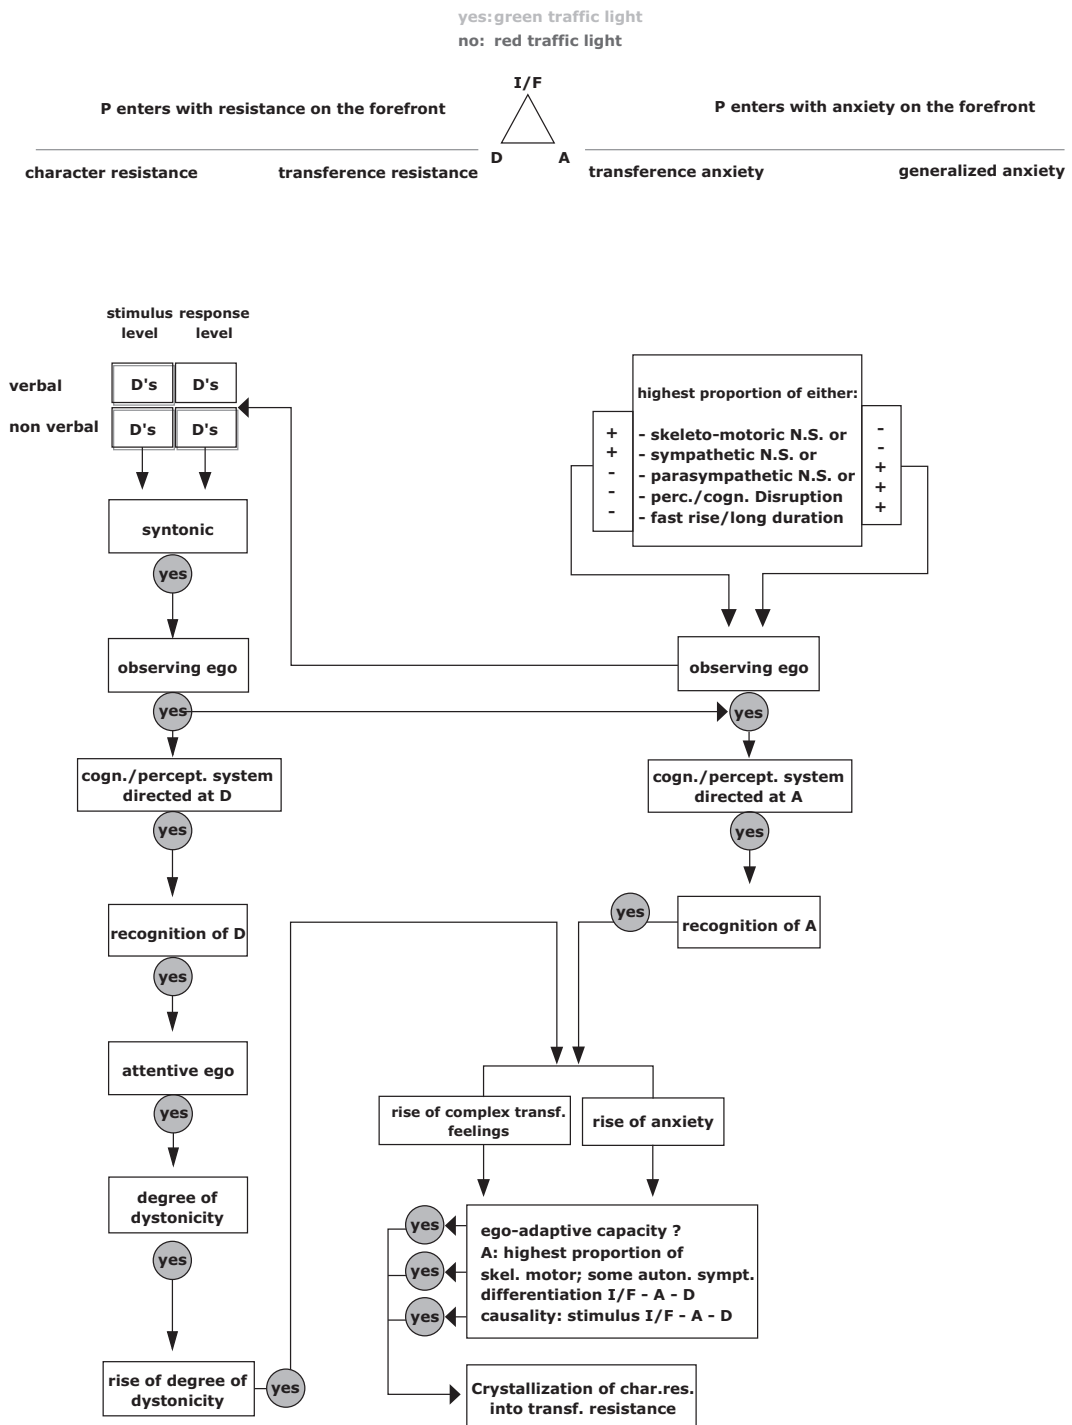 yes: green traffic light
no: red traffic light
I/F
P enters with resistance on the forefront
P enters with anxiety on the forefront
D
A
character resistance
transference resistance
transference anxiety
generalized anxiety
stimulus level
response level
verbal
D's
D's
non verbal
D's
D's
syntonic
yes
observing ego
yes
cogn./percept. system
directed at D
yes
recognition of D
yes
attentive ego
yes
degree of
dystonicity
yes
rise of degree of
dystonicity
yes
highest proportion of either:
+
+
-
-
-
- skeleto-motoric N.S. or
- sympathetic N.S. or
- parasympathetic N.S. or
- perc./cogn. Disruption
- fast rise/long duration
-
-
+
+
+
observing ego
yes
cogn./percept. system
directed at A
yes
recognition of A
yes
rise of complex transf.
feelings
rise of anxiety
yes
yes
yes
ego-adaptive capacity ?
A: highest proportion of
skel. motor; some auton. sympt.
differentiation I/F - A - D
causality: stimulus I/F - A - D
Crystallization of char.res.
into transf. resistance